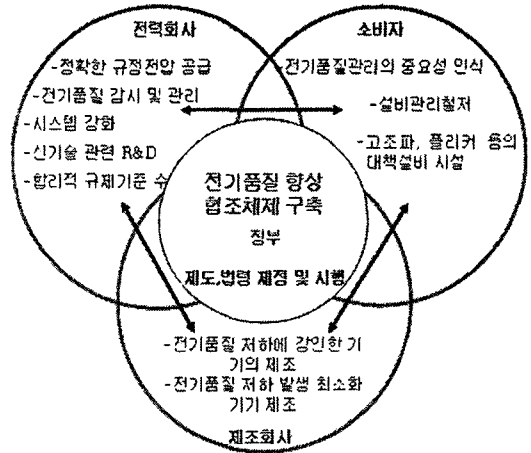 전력회사
-정확한 규정전압 공급
-전기품질 감시 및 관리
-시스템 강화
-신기술 관련 R&D
-합리적 규제기준 수
소비자
-전기품질관리의 중요성 인식
-설비관리철저
-고조파, 플리커 등의
대책설비 시설
전기품질 향상
협조체제 구축
정부
제도,법령 제정 및 시행
-전기품질 저하에 강인한 기
기의 제조
-전기품질 저하 발생 최소화
기기 제조
제조회사